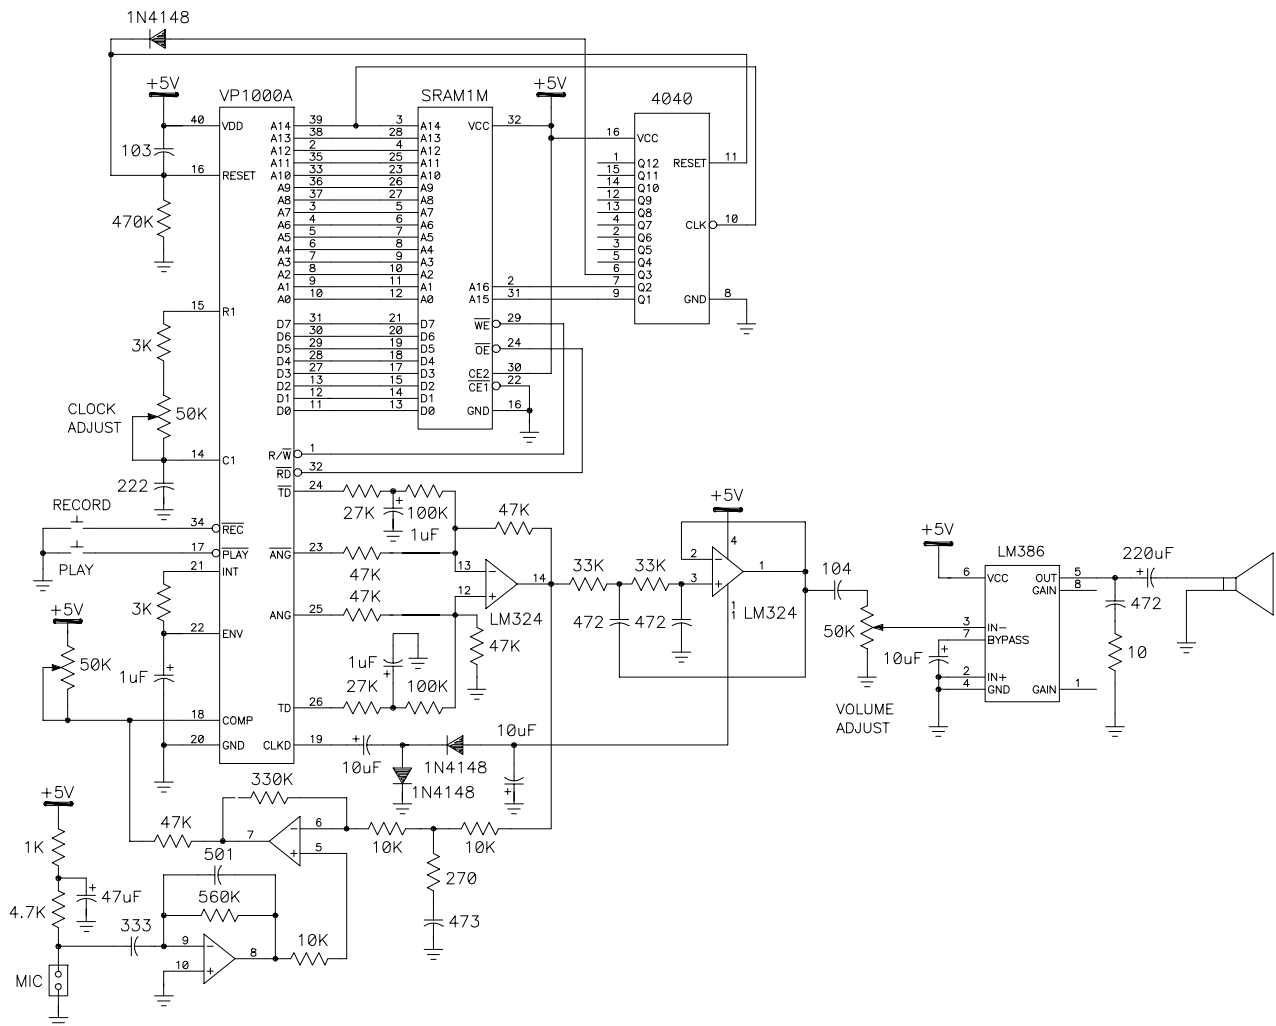 1N4148
+5V
VP1000A
SRAM1M
+5V
4040
40 VDD
A14 39
3 A14
VCC 32
A13 38
28 A13
16 VCC
A12 2
4 A12
103
A11 35
25 A11
1 Q12
RESET 11
16 RESET
A10 33
23 A10
15 Q11
A9 36
26 A9
14 Q10
A8 37
27 A8
12 Q9
A7 3
5 A7
13 Q8
470K
A6 4
6 A6
4 Q7
CLK 10
A5 5
7 A5
2 Q6
A4 6
8 A4
3 Q5
A3 7
9 A3
5 Q4
A2 8
10 A2
6 Q3
A1 9
11 A1
A16 2
7 Q2
A0 10
12 A0
A15 31
9 Q1
GND 8
15 R1
D7 31
21 D7
WE 29
D6 30
20 D6
3K
D5 29
19 D5
OE 24
D4 28
18 D4
D3 27
17 D3
CE2 30
D2 13
15 D2
CE1 22
D1 12
14 D1
CLOCK
ADJUST
50K
D0 11
13 D0
GND 16
R/W 1
14 C1
RD 32
222
TD 24
+5V
RECORD
27K
100K
47K
+
1uF
34 REC
4
17 PLAY
ANG 23
2 −
+5V
LM386
220uF
PLAY
21 INT
47K
13 −
14
33K
33K
3 +
1
104
6 VCC
OUT 5
+
GAIN 8
3K
47K
12 +
LM324
11
LM324
472
+5V
ANG 25
472
472
50K
3 IN−
22 ENV
7 BYPASS
50K
1uF
+
47K
10uF
+
10
1uF
+
27K
100K
2 IN+
4 GND
GAIN 1
TD 26
VOLUME
ADJUST
18 COMP
10uF
20 GND
CLKD 19
+
10uF
1N4148
1N4148
+
330K
+5V
47K
7
− 6
10K
10K
1K
+ 5
501
270
+
47uF
560K
4.7K
333
10K
473
9 −
8
10 +
MIC